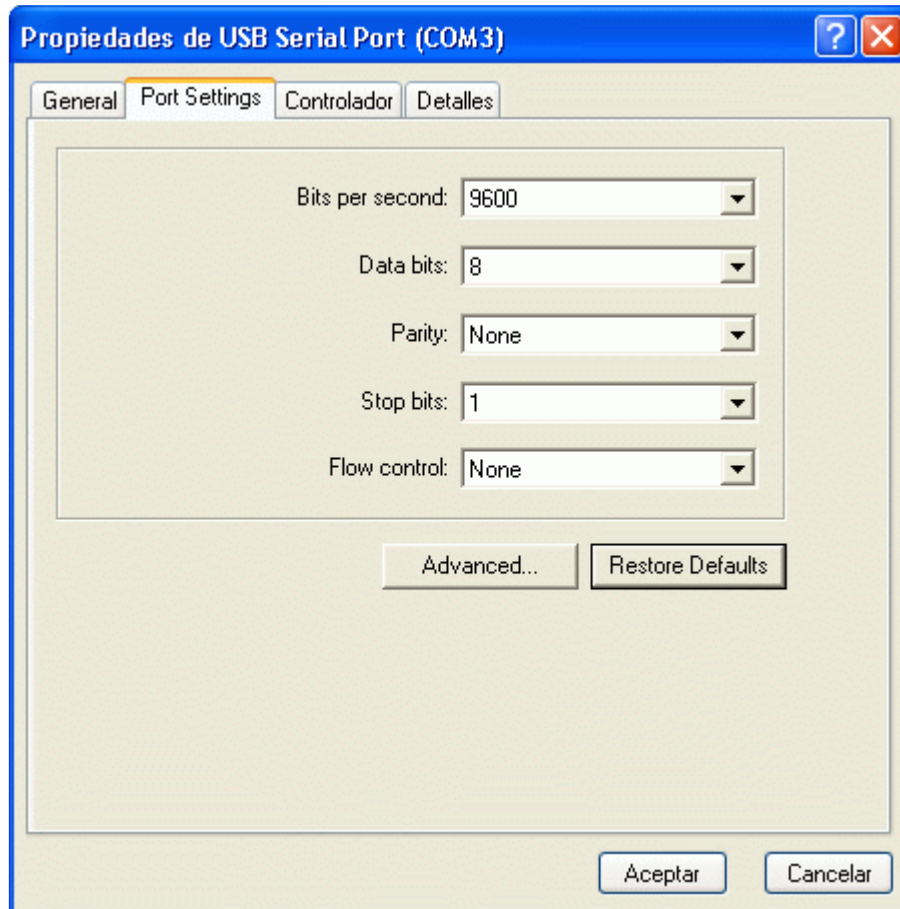 Propiedades de USB Serial Port (COM3)
General Port Settings Controlador Detalles
Bits per second: 9600
Data bits: 8
Parity: None
Stop bits: 1
Flow control: None
Advanced... Restore Defaults
Aceptar Cancelar